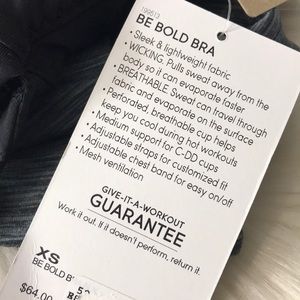 199513
BE BOLD BRA
• Sleek & lightweight fabric
• WICKING. Pulls sweat away from the
body so it can evaporate faster
• BREATHABLE. Sweat can travel through
fabric and evaporate on the surface
• Perforated, breathable cup helps
keep you cool during hot workouts
• Medium support for C-DD cups
• Adjustable straps for customized fit
• Adjustable chest band for easy on/off
• Mesh ventilation
GIVE-IT-A-WORKOUT
GUARANTEE
Work it out. If it doesn't perform, return it.
XS
BE BOLD
$64.00